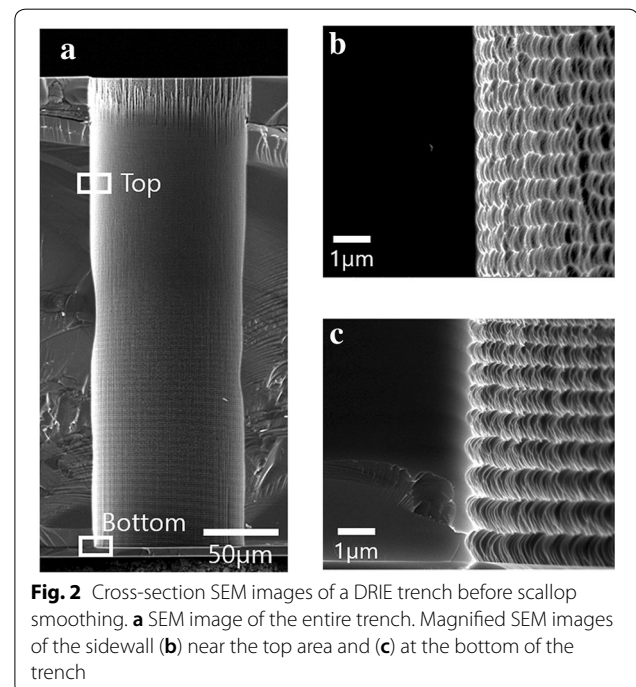 a
Top
Bottom
50μm
b
1μm
c
1μm
Fig. 2 Cross-section SEM images of a DRIE trench before scallop
smoothing. a SEM image of the entire trench. Magnified SEM images
of the sidewall (b) near the top area and (c) at the bottom of the
trench